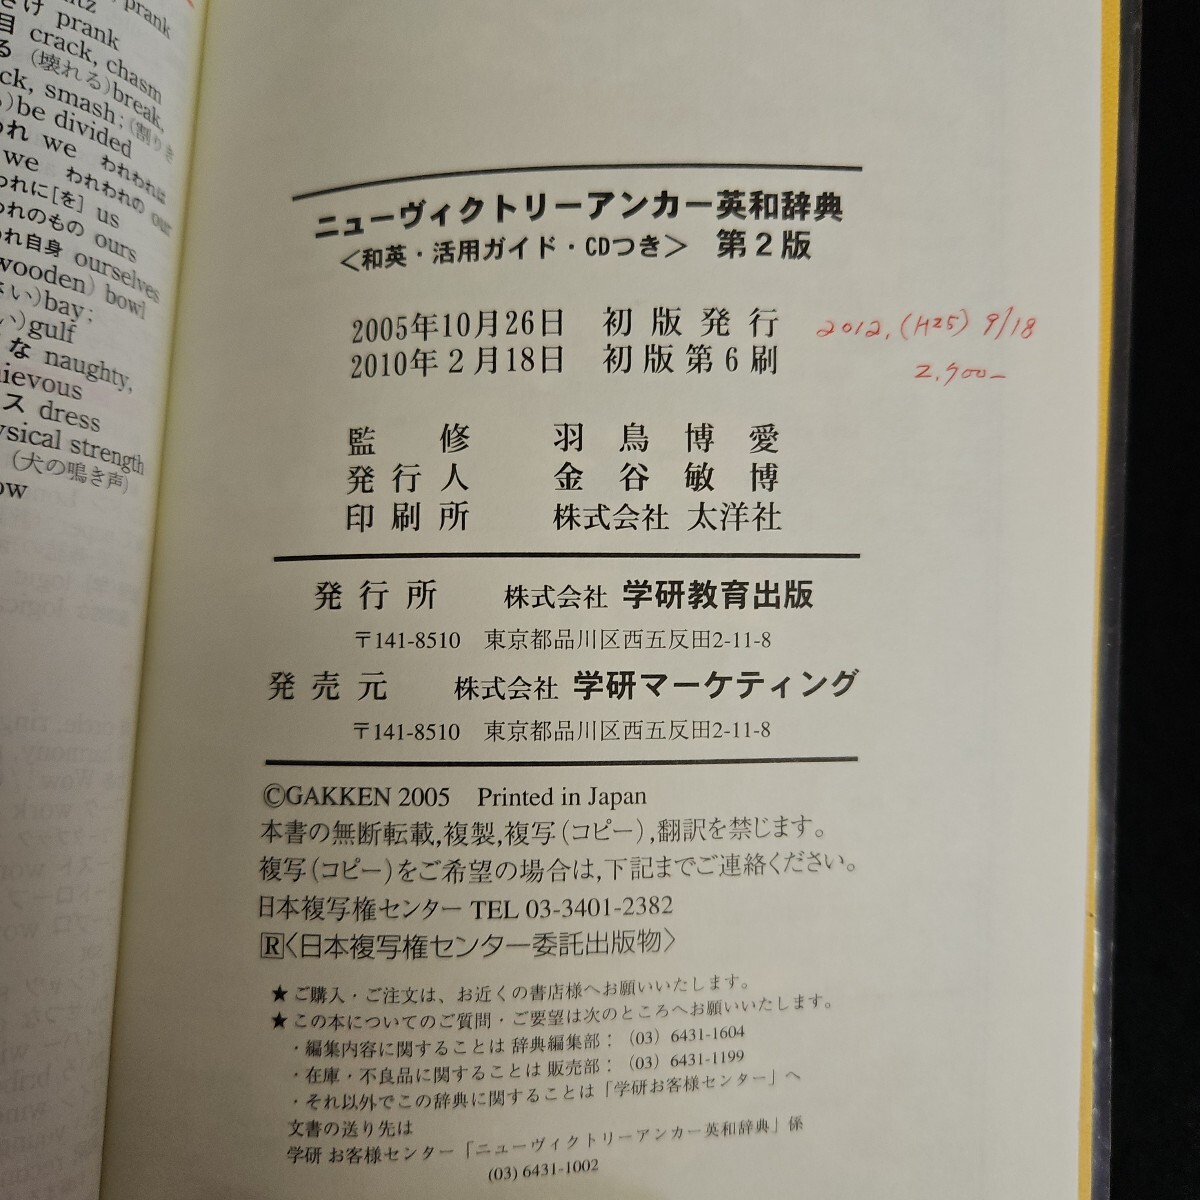 prank
prank
目 crack, chasm
る (壊れる)break,
ck, smash; (割りき
)be divided
われ we われわれは
we われわれの our
われに[を] us
われのもの ours
われ自身 ourselves
wooden) bowl
さい)bay;
い)gulf
な naughty,
ievous
ス dress
ysical strength
(犬の鳴き声)
ow
ニューヴィクトリーアンカー英和辞典
<和英・活用ガイド・CDつき> 第2版
2005年10月26日 初版発行
2012,(H25) 9/18
2010年2月18日 初版第6刷
2,900-
監修 羽鳥博愛
発行人 金谷敏博
印刷所 株式会社 太洋社
発行所 株式会社 学研教育出版
〒141-8510 東京都品川区西五反田2-11-8
発売元 株式会社 学研マーケティング
〒141-8510 東京都品川区西五反田2-11-8
©GAKKEN 2005 Printed in Japan
本書の無断転載,複製,複写(コピー),翻訳を禁じます。
複写(コピー)をご希望の場合は,下記までご連絡ください。
日本複写権センター TEL 03-3401-2382
R〈日本複写権センター委託出版物〉
★ご購入・ご注文は、お近くの書店様へお願いいたします。
★この本についてのご質問・ご要望は次のところへお願いいたします。
・編集内容に関することは 辞典編集部: (03) 6431-1604
・在庫・不良品に関することは 販売部: (03) 6431-1199
・それ以外でこの辞典に関することは「学研お客様センター」へ
文書の送り先は
学研 お客様センター「ニューヴィクトリーアンカー英和辞典」係
(03) 6431-1002